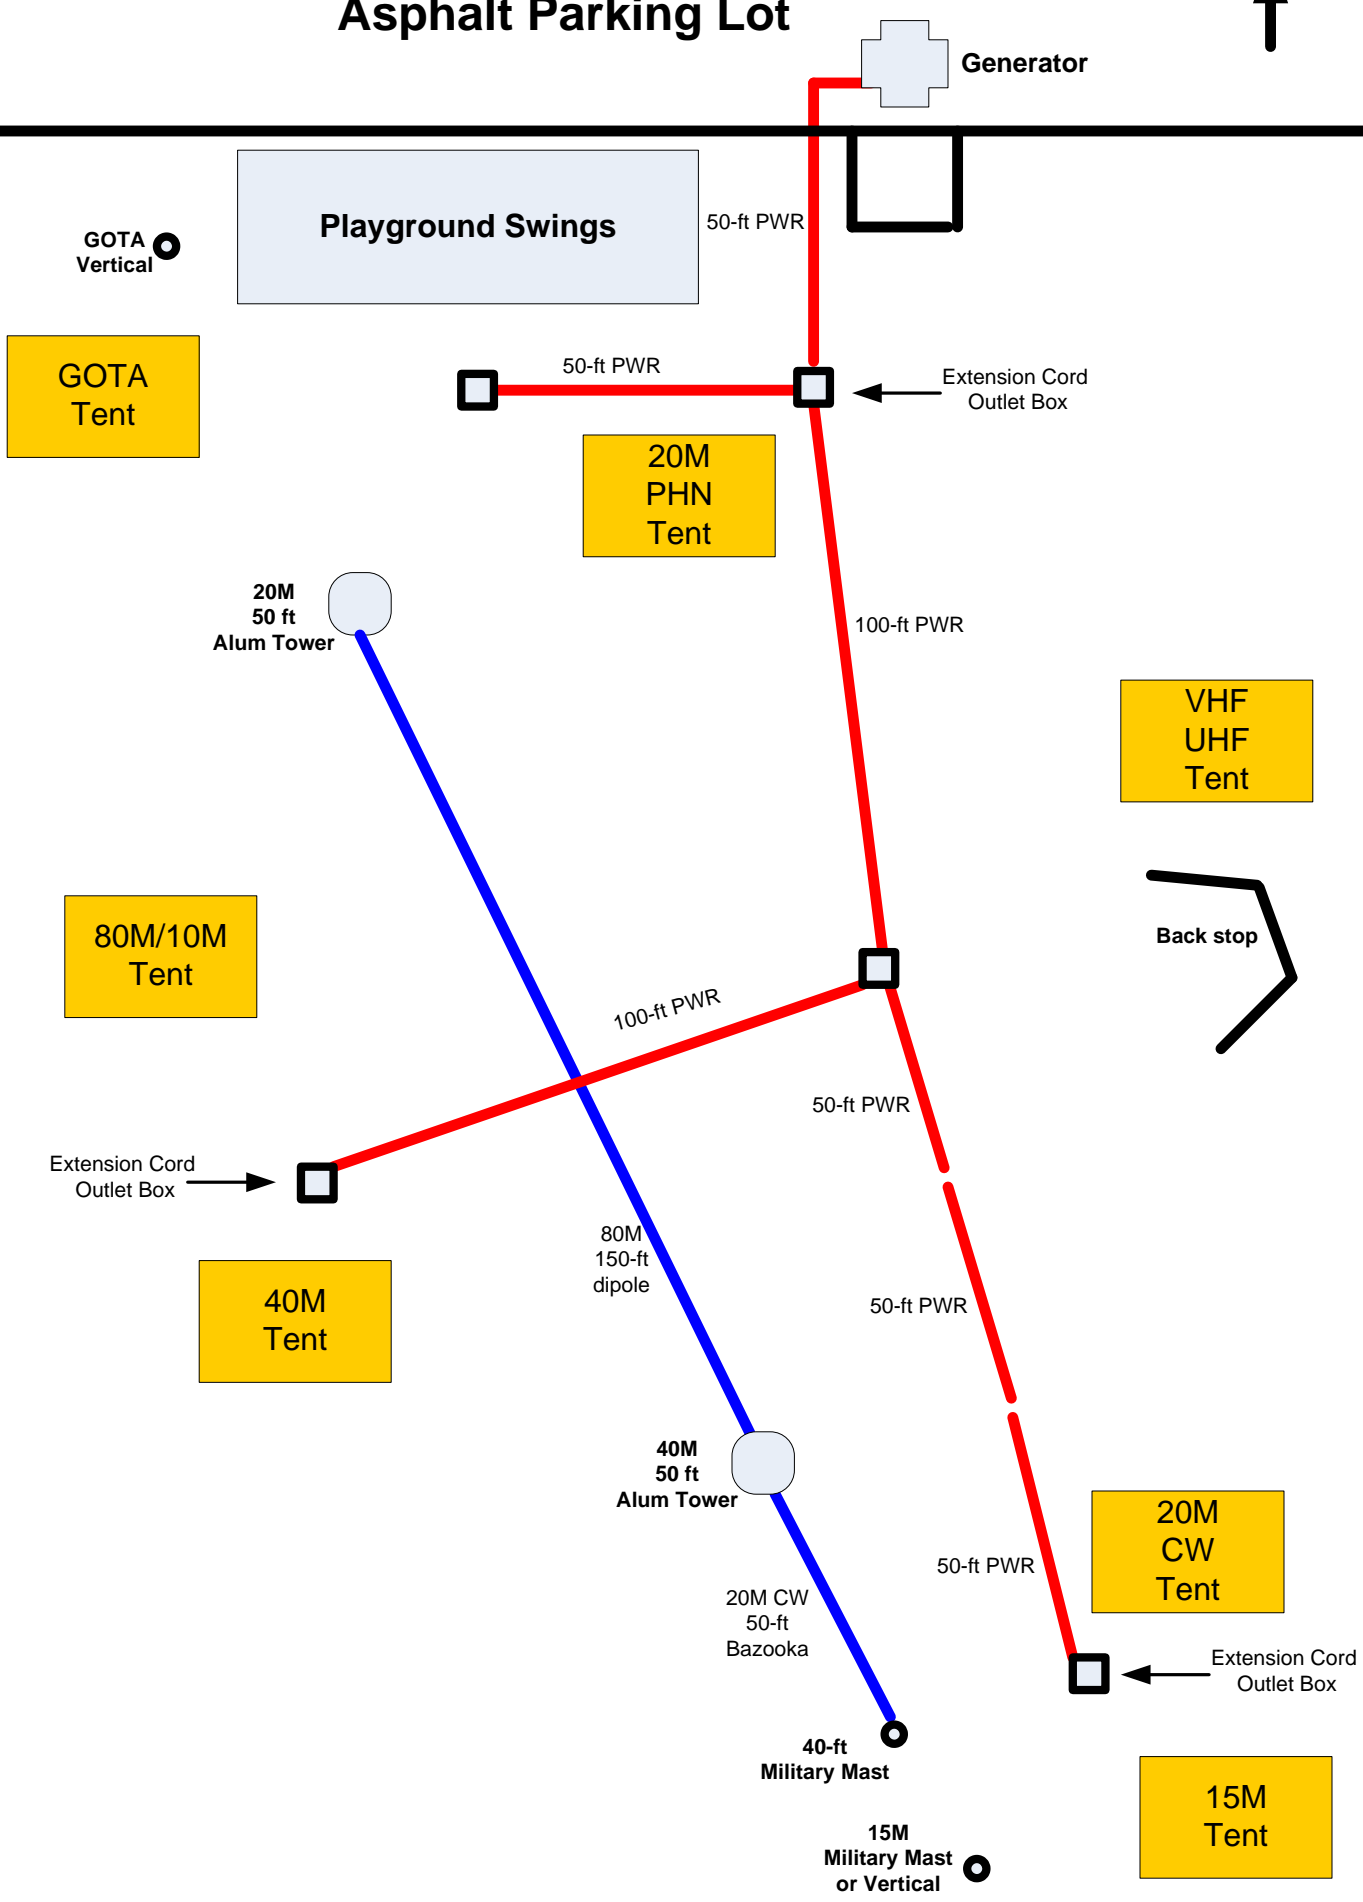 Asphalt Parking Lot
Generator
Playground Swings
50-ft PWR
GOTA
Vertical
GOTA
Tent
50-ft PWR
Extension Cord
Outlet Box
20M
PHN
Tent
20M
50 ft
Alum Tower
100-ft PWR
VHF
UHF
Tent
80M/10M
Tent
Back stop
100-ft PWR
50-ft PWR
Extension Cord
Outlet Box
80M
150-ft
dipole
40M
Tent
50-ft PWR
40M
50 ft
Alum Tower
20M
CW
Tent
50-ft PWR
20M CW
50-ft
Bazooka
Extension Cord
Outlet Box
40-ft
Military Mast
15M
Tent
15M
Military Mast
or Vertical